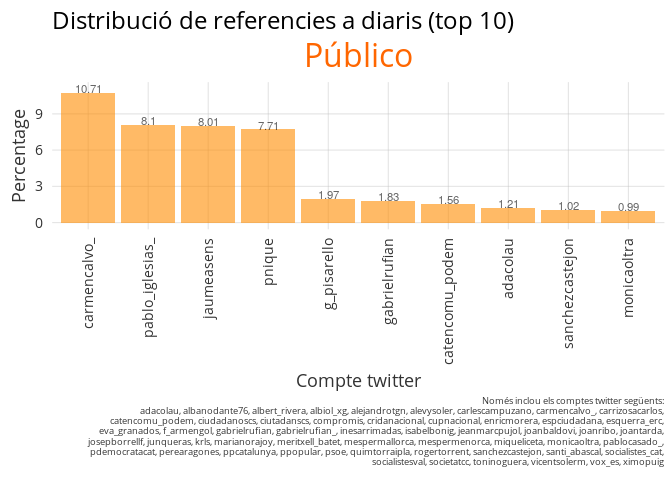 Distribució de referencies a diaris (top 10)
Público
Percentage
9
6
3
0
10.71
8.1
8.01
7.71
1.97
1.83
1.56
1.21
1.02
0.99
carmencalvo_
pablo_iglesias_
jaumeasens
pnique
g_pisarello
gabrielrufian
catencomu_podem
adacolau
sanchezcastejon
monicaoltra
Compte twitter
Només inclou els comptes twitter següents:
adacolau, albanodante76, albert_rivera, albiol_xg, alejandrotgn, alevysoler, carlescampuzano, carmencalvo_, carrizosacarlos,
catencomu_podem, ciudadanoscs, ciutadanscs, compromis, cridanacional, cupnacional, enricmorera, espciudadana, esquerra_erc,
eva_granados, f_armengol, gabrielrufian, gabrielrufian_, inesarrimadas, isabelbonig, jeanmarcpujol, joanbaldovi, joanribo, joantarda,
josepborrellf, junqueras, krls, marianorajoy, meritxell_batet, mespermallorca, mespermenorca, miqueliceta, monicaoltra, pablocasado_,
pdemocratacat, perearagones, ppcatalunya, ppopular, psoe, quimtorraipla, rogertorrent, sanchezcastejon, santi_abascal, socialistes_cat,
socialistesval, societatcc, toninoguera, vicentsolerm, vox_es, ximopuig